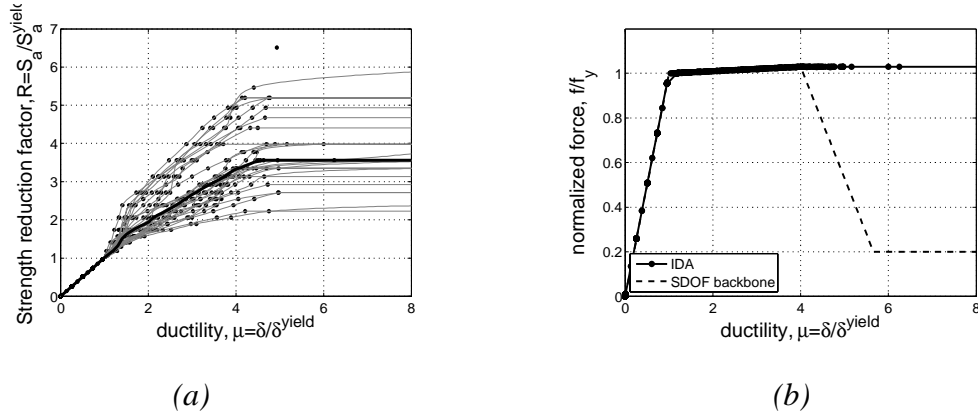 Strength reduction factor, R=S_a/S_a^yield
7
6
5
4
3
2
1
0
0 2 4 6 8
ductility, μ=δ/δ^yield
(a)
normalized force, f/f_y
1
0.8
0.6
0.4
0.2
0
IDA
SDOF backbone
0 2 4 6 8
ductility, μ=δ/δ^yield
(b)